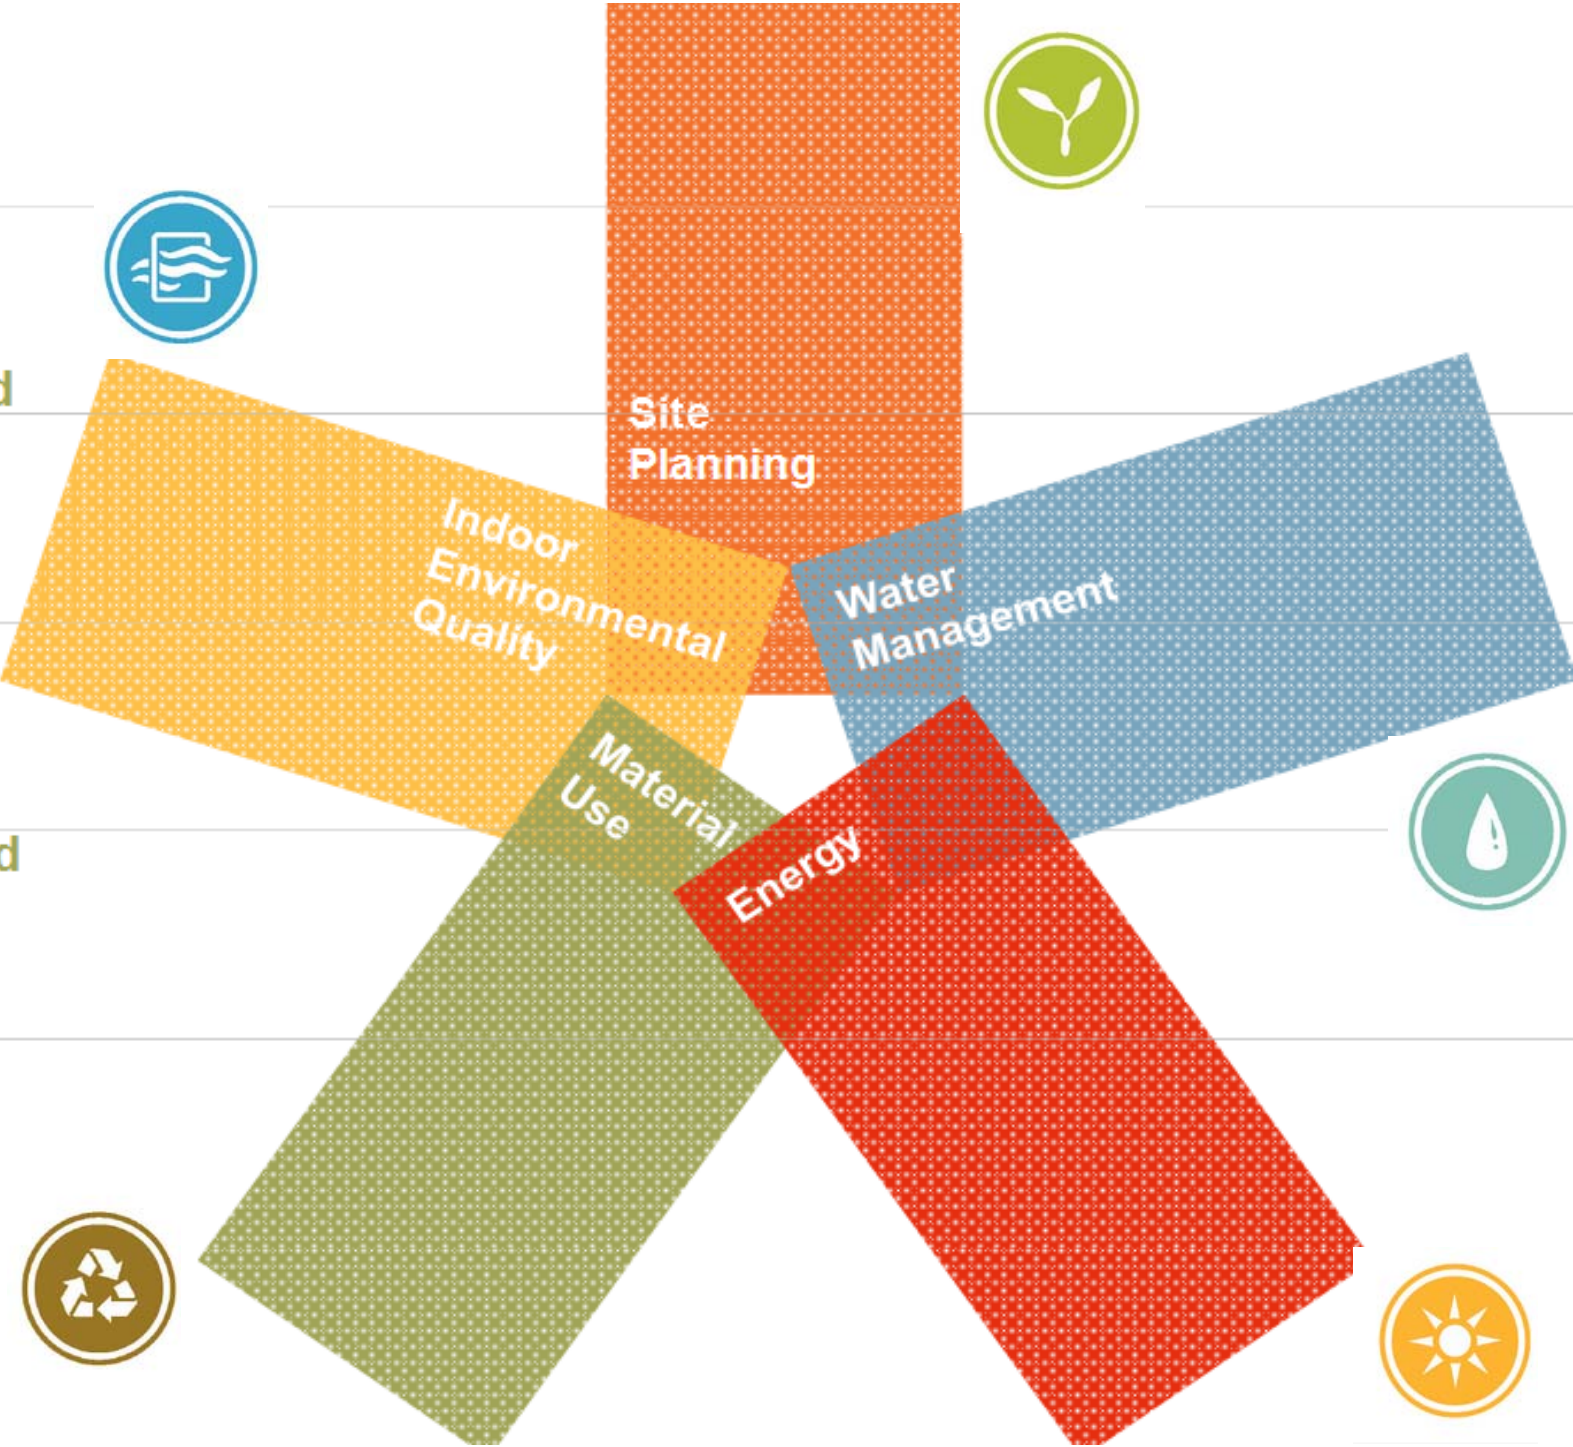 Site
Planning
Indoor
Environmental
Quality
Water
Management
Material
Use
Energy
d
d